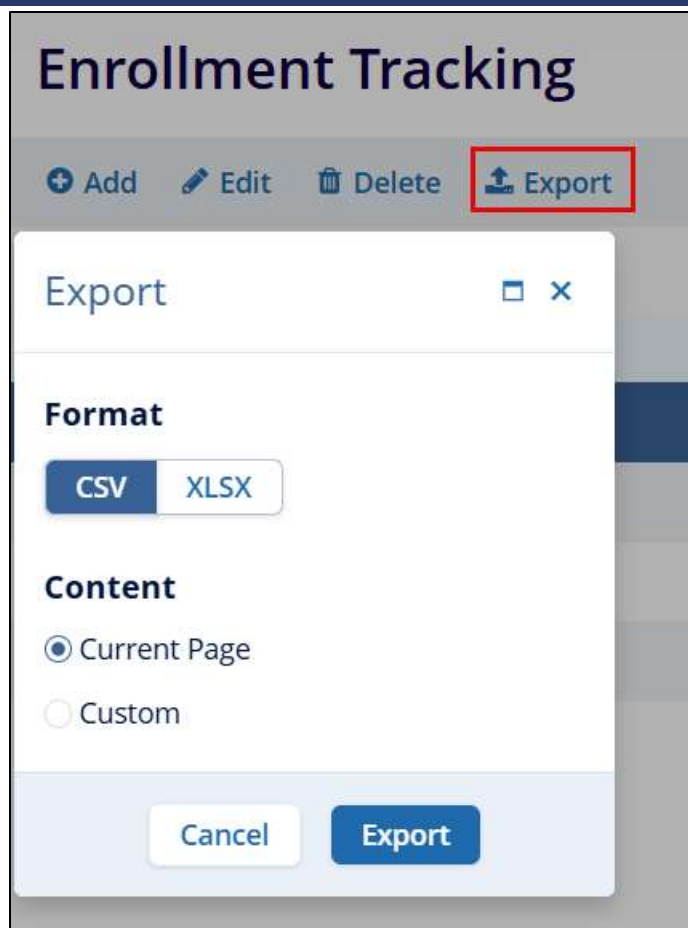 Enrollment Tracking
Add Edit Delete Export
Export
Format
CSV XLSX
Content
Current Page
Custom
Cancel Export